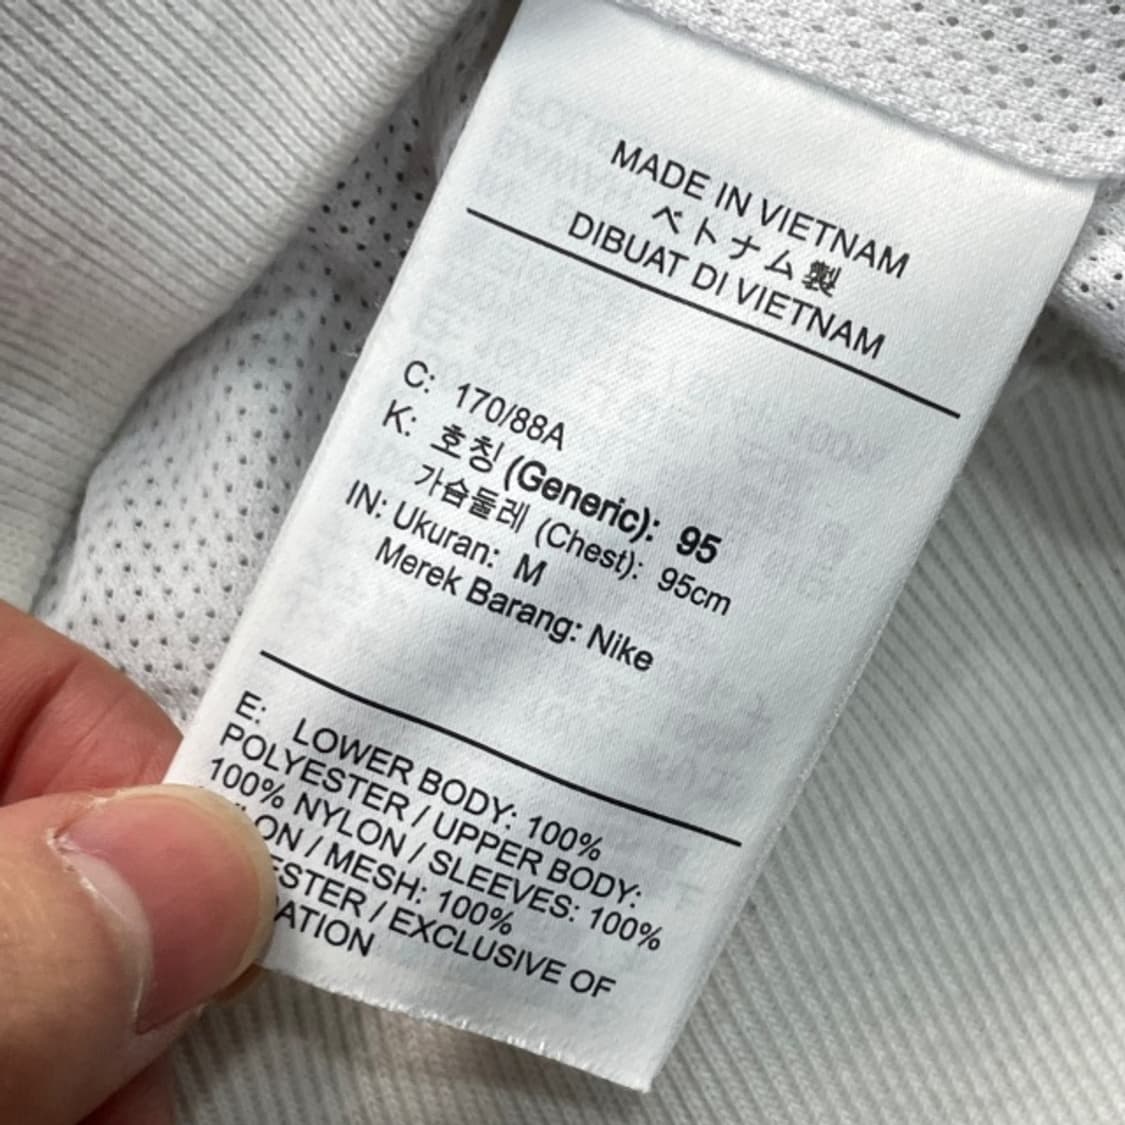 MADE IN VIETNAM
ベトナム製
DIBUAT DI VIETNAM
C: 170/88A
K: 호칭 (Generic): 95
가슴둘레 (Chest): 95cm
IN: Ukuran: M
Merek Barang: Nike
E: LOWER BODY: 100%
POLYESTER / UPPER BODY:
100% NYLON / SLEEVES: 100%
ON / MESH: 100%
ESTER / EXCLUSIVE OF
ATION